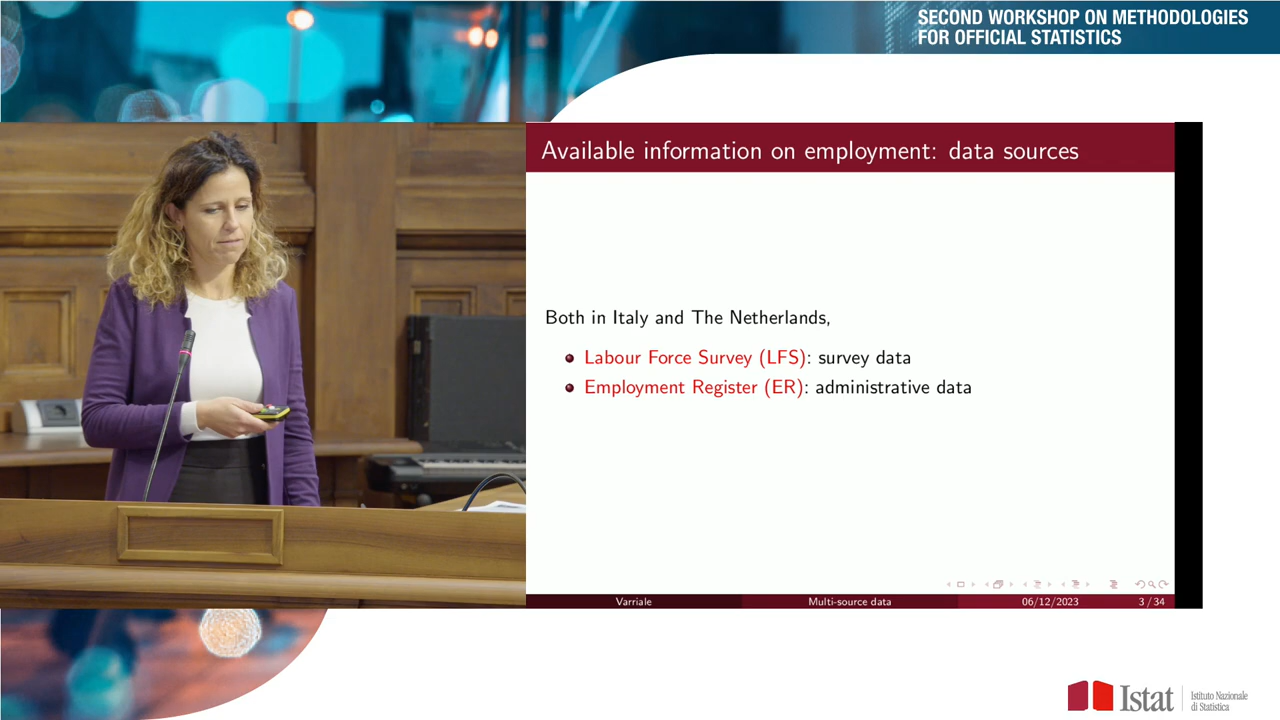 SECOND WORKSHOP ON METHODOLOGIES
FOR OFFICIAL STATISTICS
Available information on employment: data sources
Both in Italy and The Netherlands,
Labour Force Survey (LFS): survey data
Employment Register (ER): administrative data
Varriale
Multi-source data
06/12/2023
3 / 34
Istat
Istituto Nazionale
di Statistica